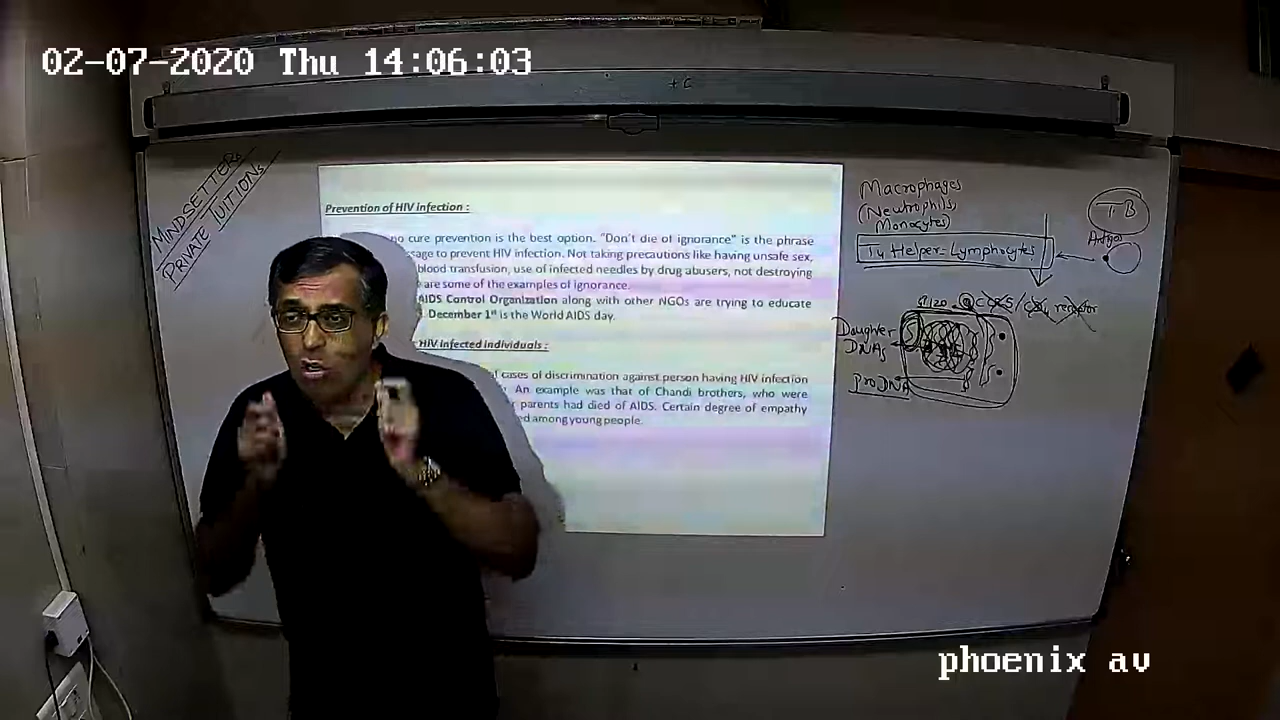 02-07-2020 Thu 14:06:03
+ C
MINDSETTERS
PRIVATE TUITIONS
Prevention of HIV infection :
no cure prevention is the best option. "Don't die of ignorance" is the phrase
to prevent HIV infection. Not taking precautions like having unsafe sex,
blood transfusion, use of infected needles by drug abusers, not destroying
are some of the examples of ignorance.
AIDS Control Organization along with other NGOs are trying to educate
December 1st is the World AIDS day.
HIV infected individuals :
cases of discrimination against person having HIV infection
An example was that of Chandi brothers, who were
parents had died of AIDS. Certain degree of empathy
among young people.
Macrophages
(Neutrophils,
Monocytes)
T4 Helper-Lymphocytes
TB
Antigen
receptor
Daughter
DNAs
ProDNA
phoenix av